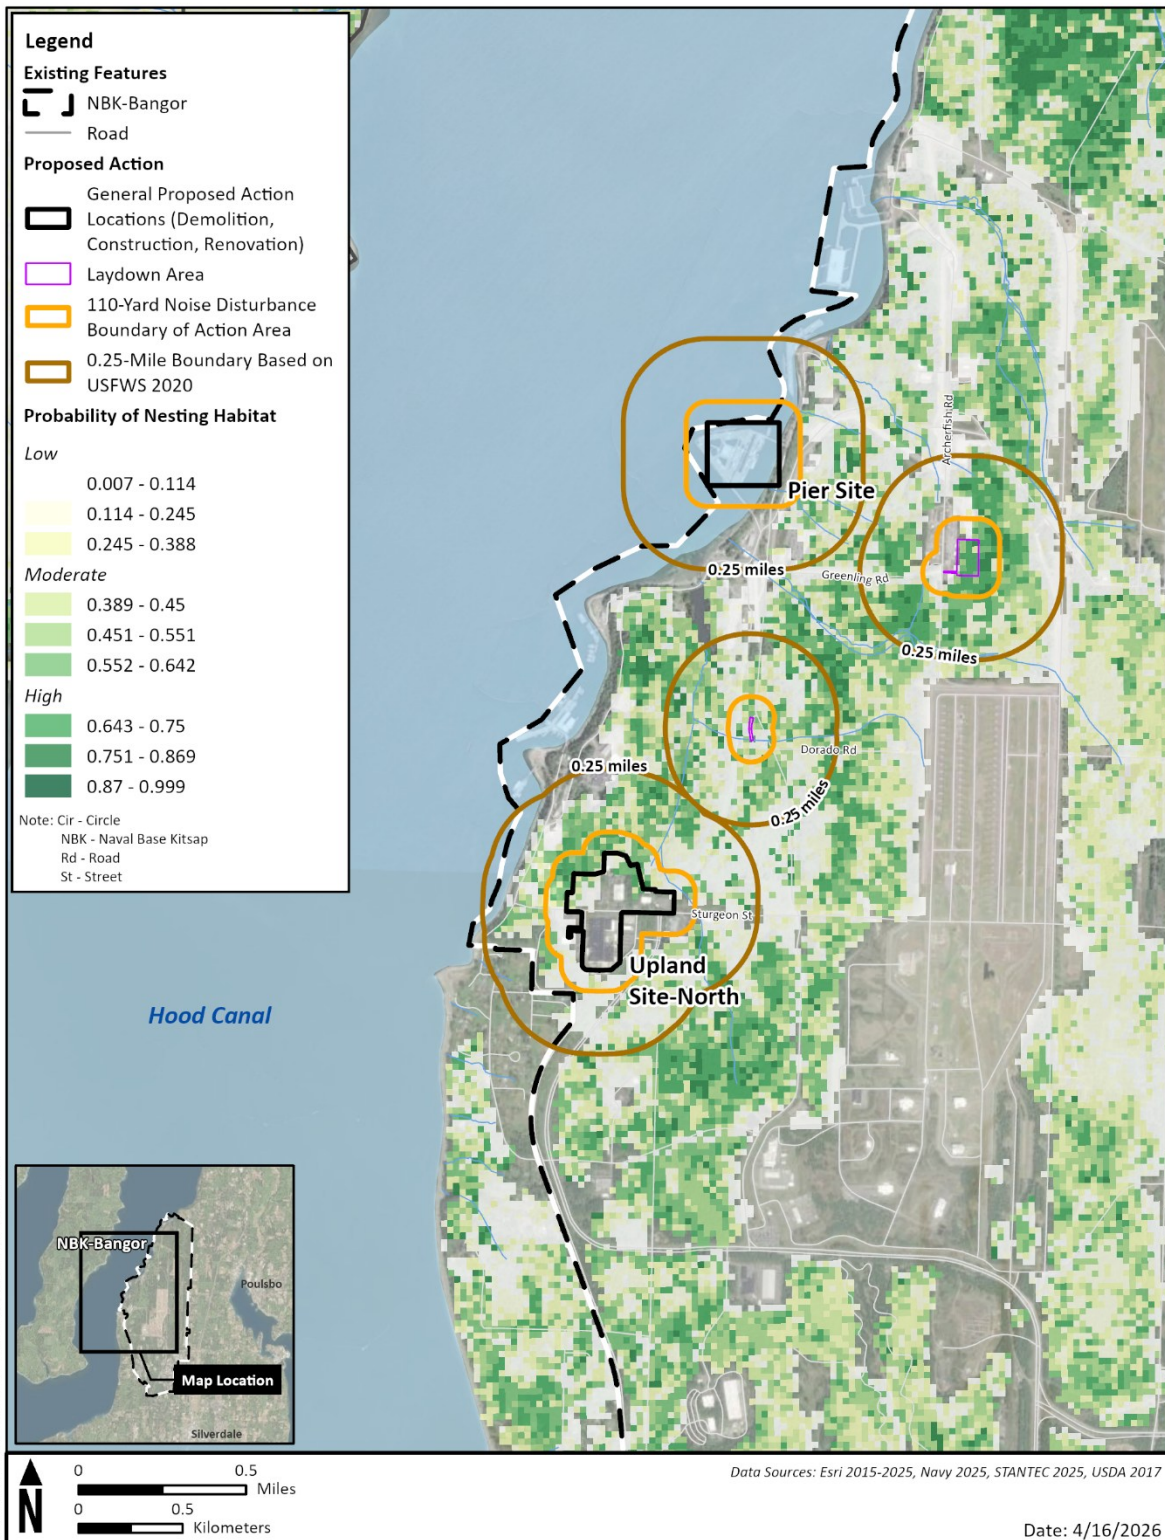 Legend
Existing Features
NBK-Bangor
Road
Proposed Action
General Proposed Action
Locations (Demolition,
Construction, Renovation)
Laydown Area
110-Yard Noise Disturbance
Boundary of Action Area
0.25-Mile Boundary Based on
USFWS 2020
Probability of Nesting Habitat
Low
0.007 - 0.114
0.114 - 0.245
0.245 - 0.388
Moderate
0.389 - 0.45
0.451 - 0.551
0.552 - 0.642
High
0.643 - 0.75
0.751 - 0.869
0.87 - 0.999
Note: Cir - Circle
NBK - Naval Base Kitsap
Rd - Road
St - Street
Archerfish Rd
Pier Site
0.25 miles
Greenling Rd
0.25 miles
Dorado Rd
0.25 miles
0.25 miles
Sturgeon St
Upland
Site-North
Hood Canal
NBK-Bangor
Poulsbo
Map Location
Silverdale
N
0 0.5
Miles
0 0.5
Kilometers
Data Sources: Esri 2015-2025, Navy 2025, STANTEC 2025, USDA 2017
Date: 4/16/2026